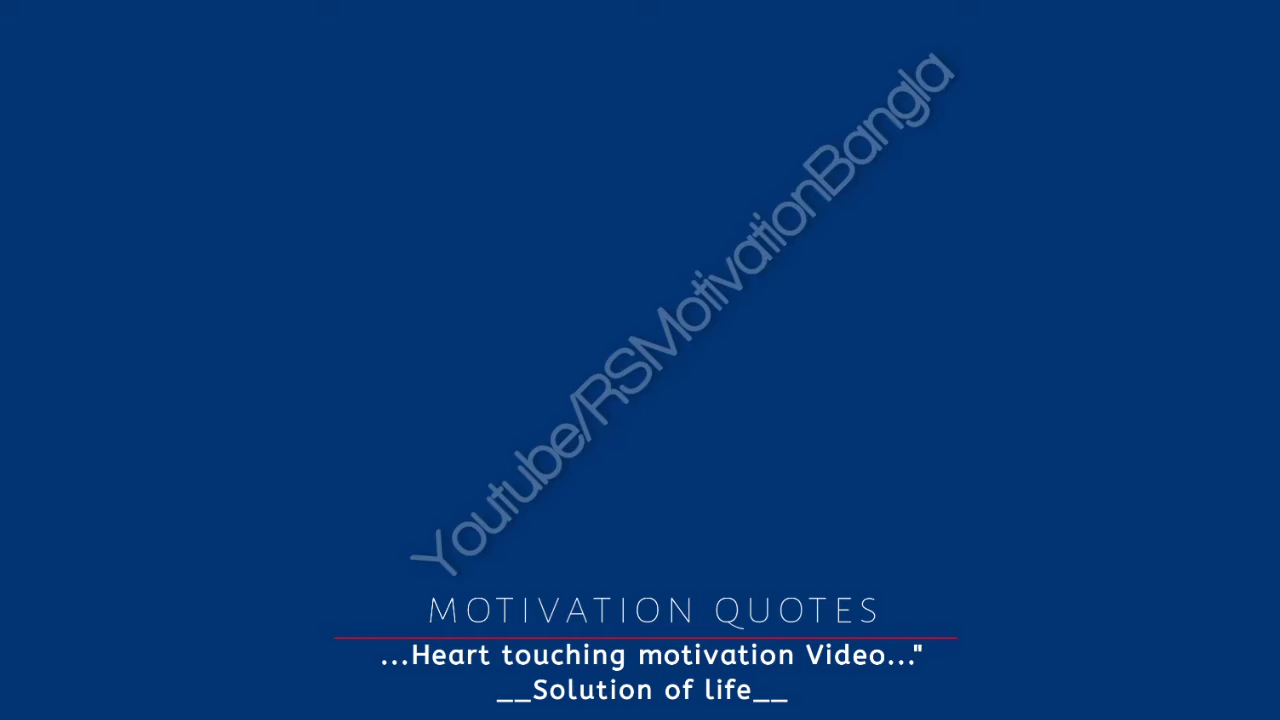 Youtube/RSMotivationBangla
MOTIVATION QUOTES
...Heart touching motivation Video..."
__Solution of life__